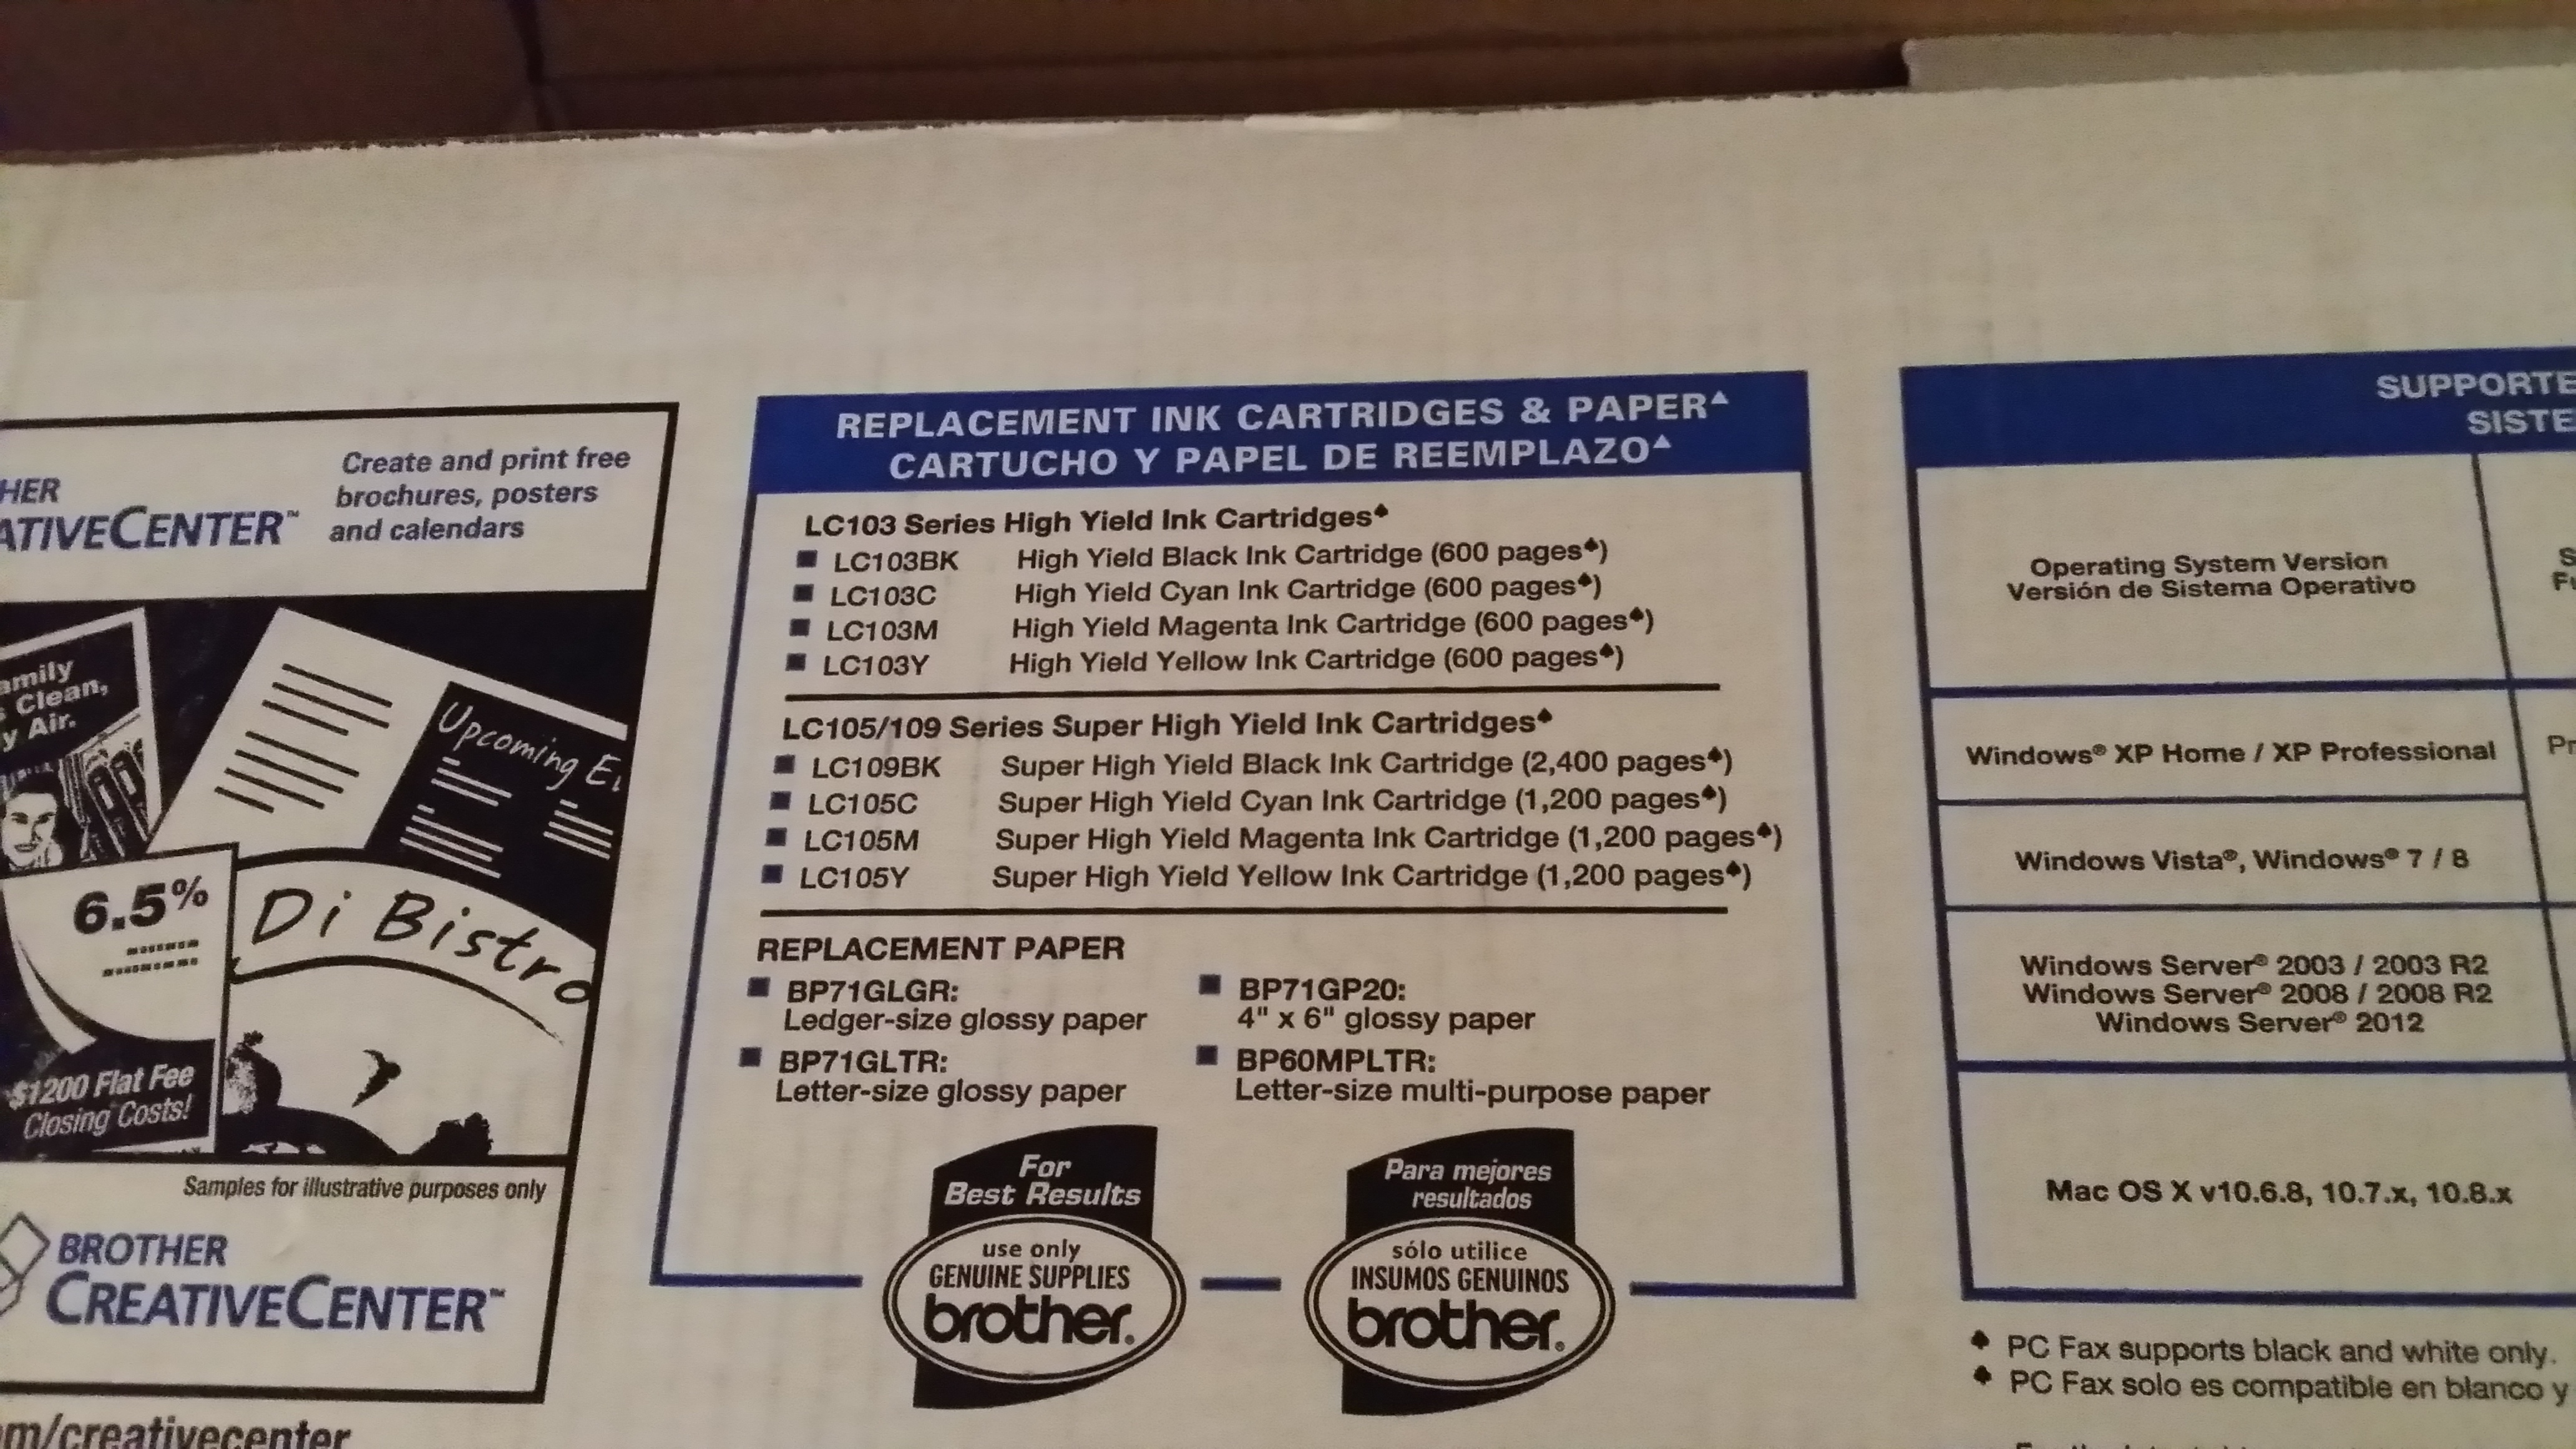 HER
ATIVECENTER™
Create and print free
brochures, posters
and calendars
amily
Clean,
y Air.
Upcoming
6.5%
Di Bistro
$1200 Flat Fee
Closing Costs!
Samples for illustrative purposes only
BROTHER
CREATIVECENTER™
m/creativecenter
REPLACEMENT INK CARTRIDGES & PAPER▲
CARTUCHO Y PAPEL DE REEMPLAZO▲
LC103 Series High Yield Ink Cartridges♠
■ LC103BK High Yield Black Ink Cartridge (600 pages♠)
■ LC103C High Yield Cyan Ink Cartridge (600 pages♠)
■ LC103M High Yield Magenta Ink Cartridge (600 pages♠)
■ LC103Y High Yield Yellow Ink Cartridge (600 pages♠)
LC105/109 Series Super High Yield Ink Cartridges♠
■ LC109BK Super High Yield Black Ink Cartridge (2,400 pages♠)
■ LC105C Super High Yield Cyan Ink Cartridge (1,200 pages♠)
■ LC105M Super High Yield Magenta Ink Cartridge (1,200 pages♠)
■ LC105Y Super High Yield Yellow Ink Cartridge (1,200 pages♠)
REPLACEMENT PAPER
■ BP71GLGR:
Ledger-size glossy paper
■ BP71GLTR:
Letter-size glossy paper
■ BP71GP20:
4" x 6" glossy paper
■ BP60MPLTR:
Letter-size multi-purpose paper
For
Best Results
use only
GENUINE SUPPLIES
brother®
Para mejores
resultados
sólo utilice
INSUMOS GENUINOS
brother®
SUPPORTE
SISTE
Operating System Version
Versión de Sistema Operativo
Windows® XP Home / XP Professional
Pr
Windows Vista®, Windows® 7 / 8
Windows Server® 2003 / 2003 R2
Windows Server® 2008 / 2008 R2
Windows Server® 2012
Mac OS X v10.6.8, 10.7.x, 10.8.x
♠ PC Fax supports black and white only.
♠ PC Fax solo es compatible en blanco y